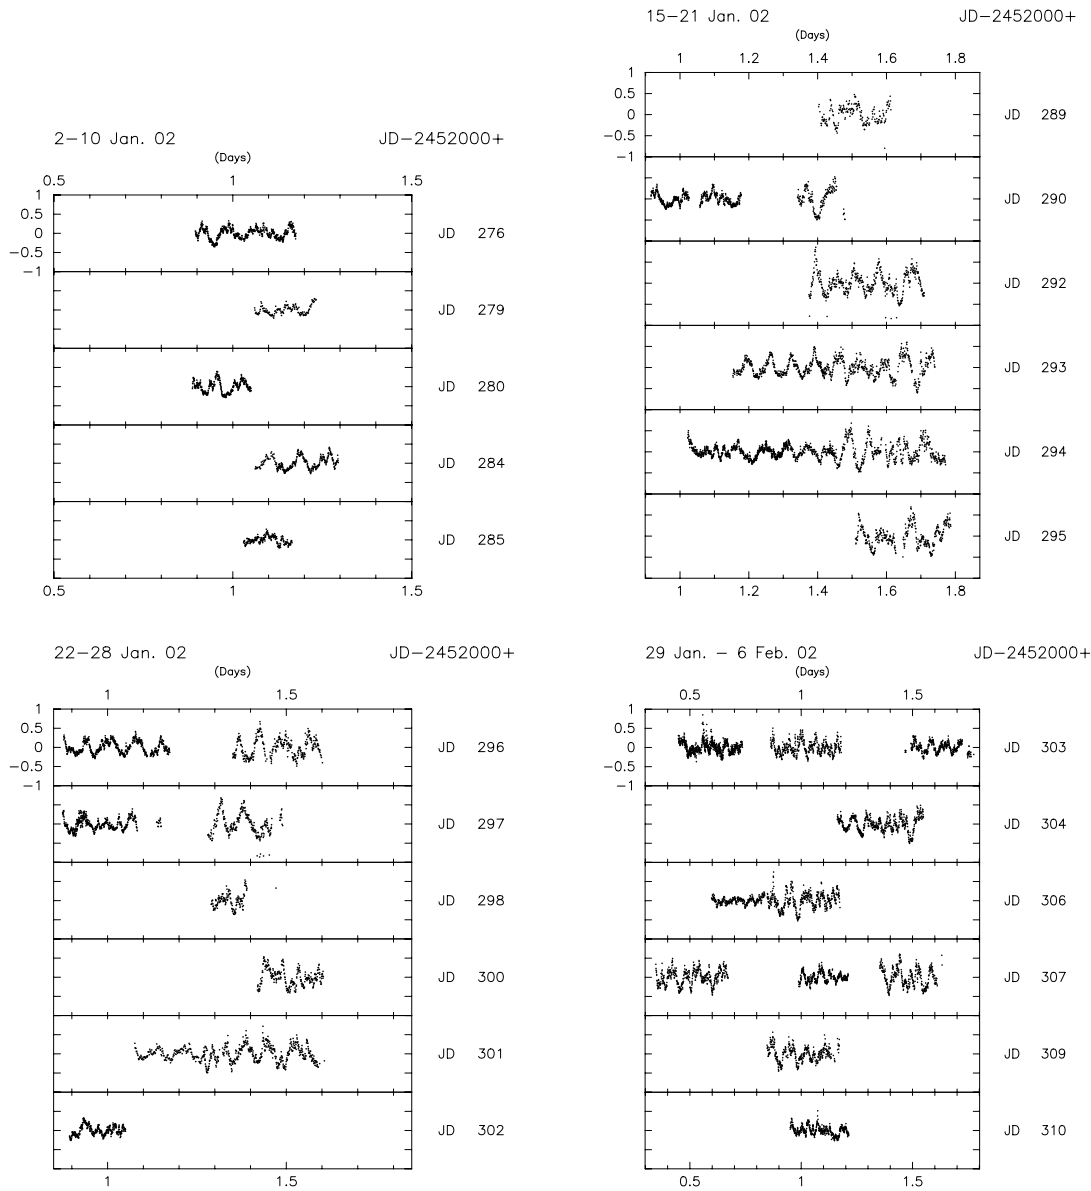 2–10 Jan. 02 JD–2452000+
(Days)
0.5 1 1.5
1
0.5
0
−0.5
−1
JD 276
JD 279
JD 280
JD 284
JD 285
0.5 1 1.5
15–21 Jan. 02 JD–2452000+
(Days)
1 1.2 1.4 1.6 1.8
1
0.5
0
−0.5
−1
JD 289
JD 290
JD 292
JD 293
JD 294
JD 295
1 1.2 1.4 1.6 1.8
22–28 Jan. 02 JD–2452000+
(Days)
1 1.5
1
0.5
0
−0.5
−1
JD 296
JD 297
JD 298
JD 300
JD 301
JD 302
1 1.5
29 Jan. – 6 Feb. 02 JD–2452000+
(Days)
0.5 1 1.5
1
0.5
0
−0.5
−1
JD 303
JD 304
JD 306
JD 307
JD 309
JD 310
0.5 1 1.5